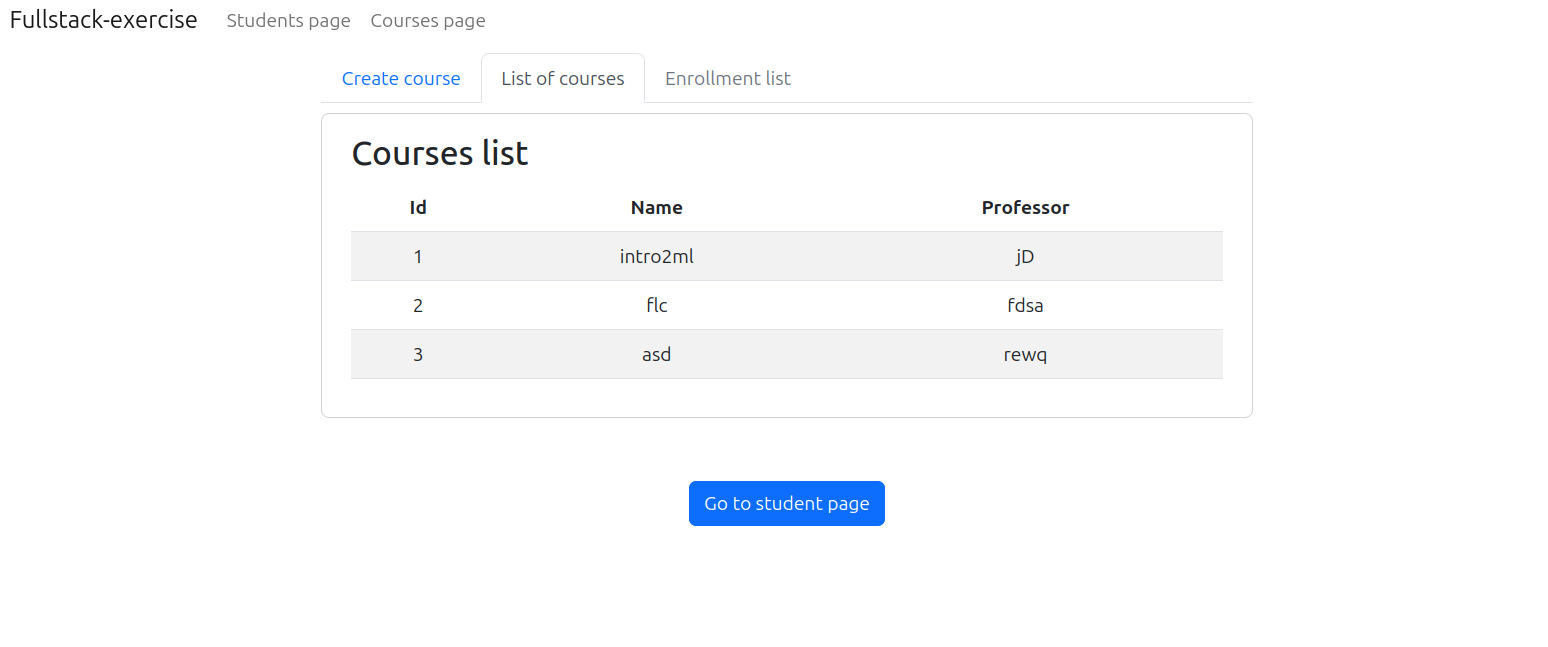 Fullstack-exercise Students page Courses page
Create course List of courses Enrollment list
Courses list
Id Name Professor
1 intro2ml jD
2 flc fdsa
3 asd rewq
Go to student page